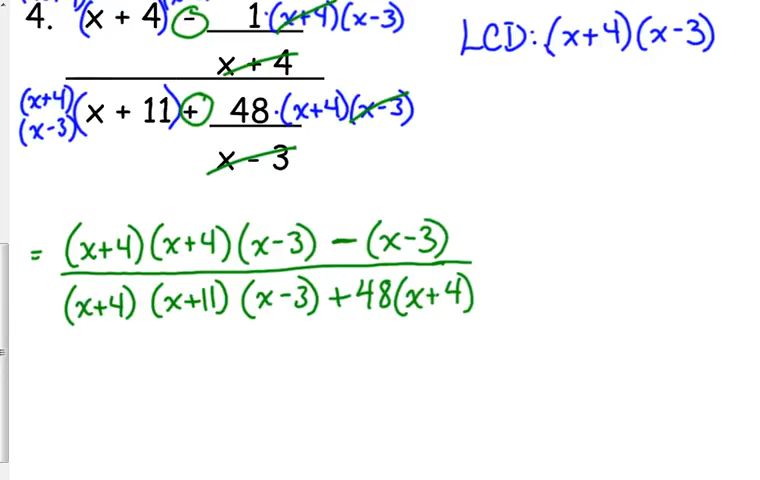 4. (x + 4) - 1·(x+4)(x-3)
LCD: (x+4)(x-3)
x + 4
(x+4)
(x-3)
(x + 11) + 48·(x+4)(x-3)
x - 3
= (x+4)(x+4)(x-3) - (x-3)
(x+4) (x+11) (x-3) + 48(x+4)